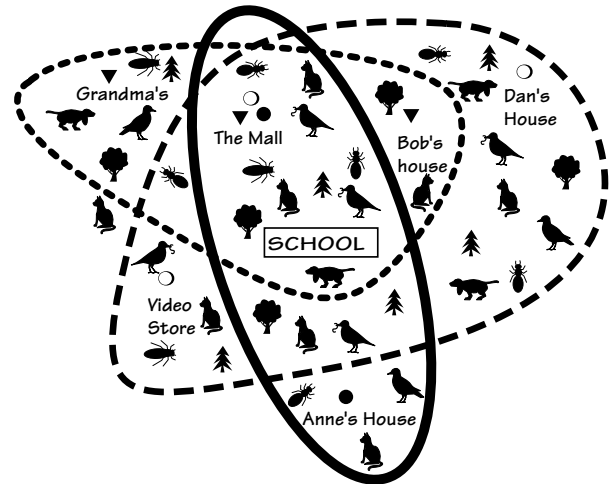 Grandma's
Dan's
House
The Mall
Bob's
house
SCHOOL
Video
Store
Anne's House